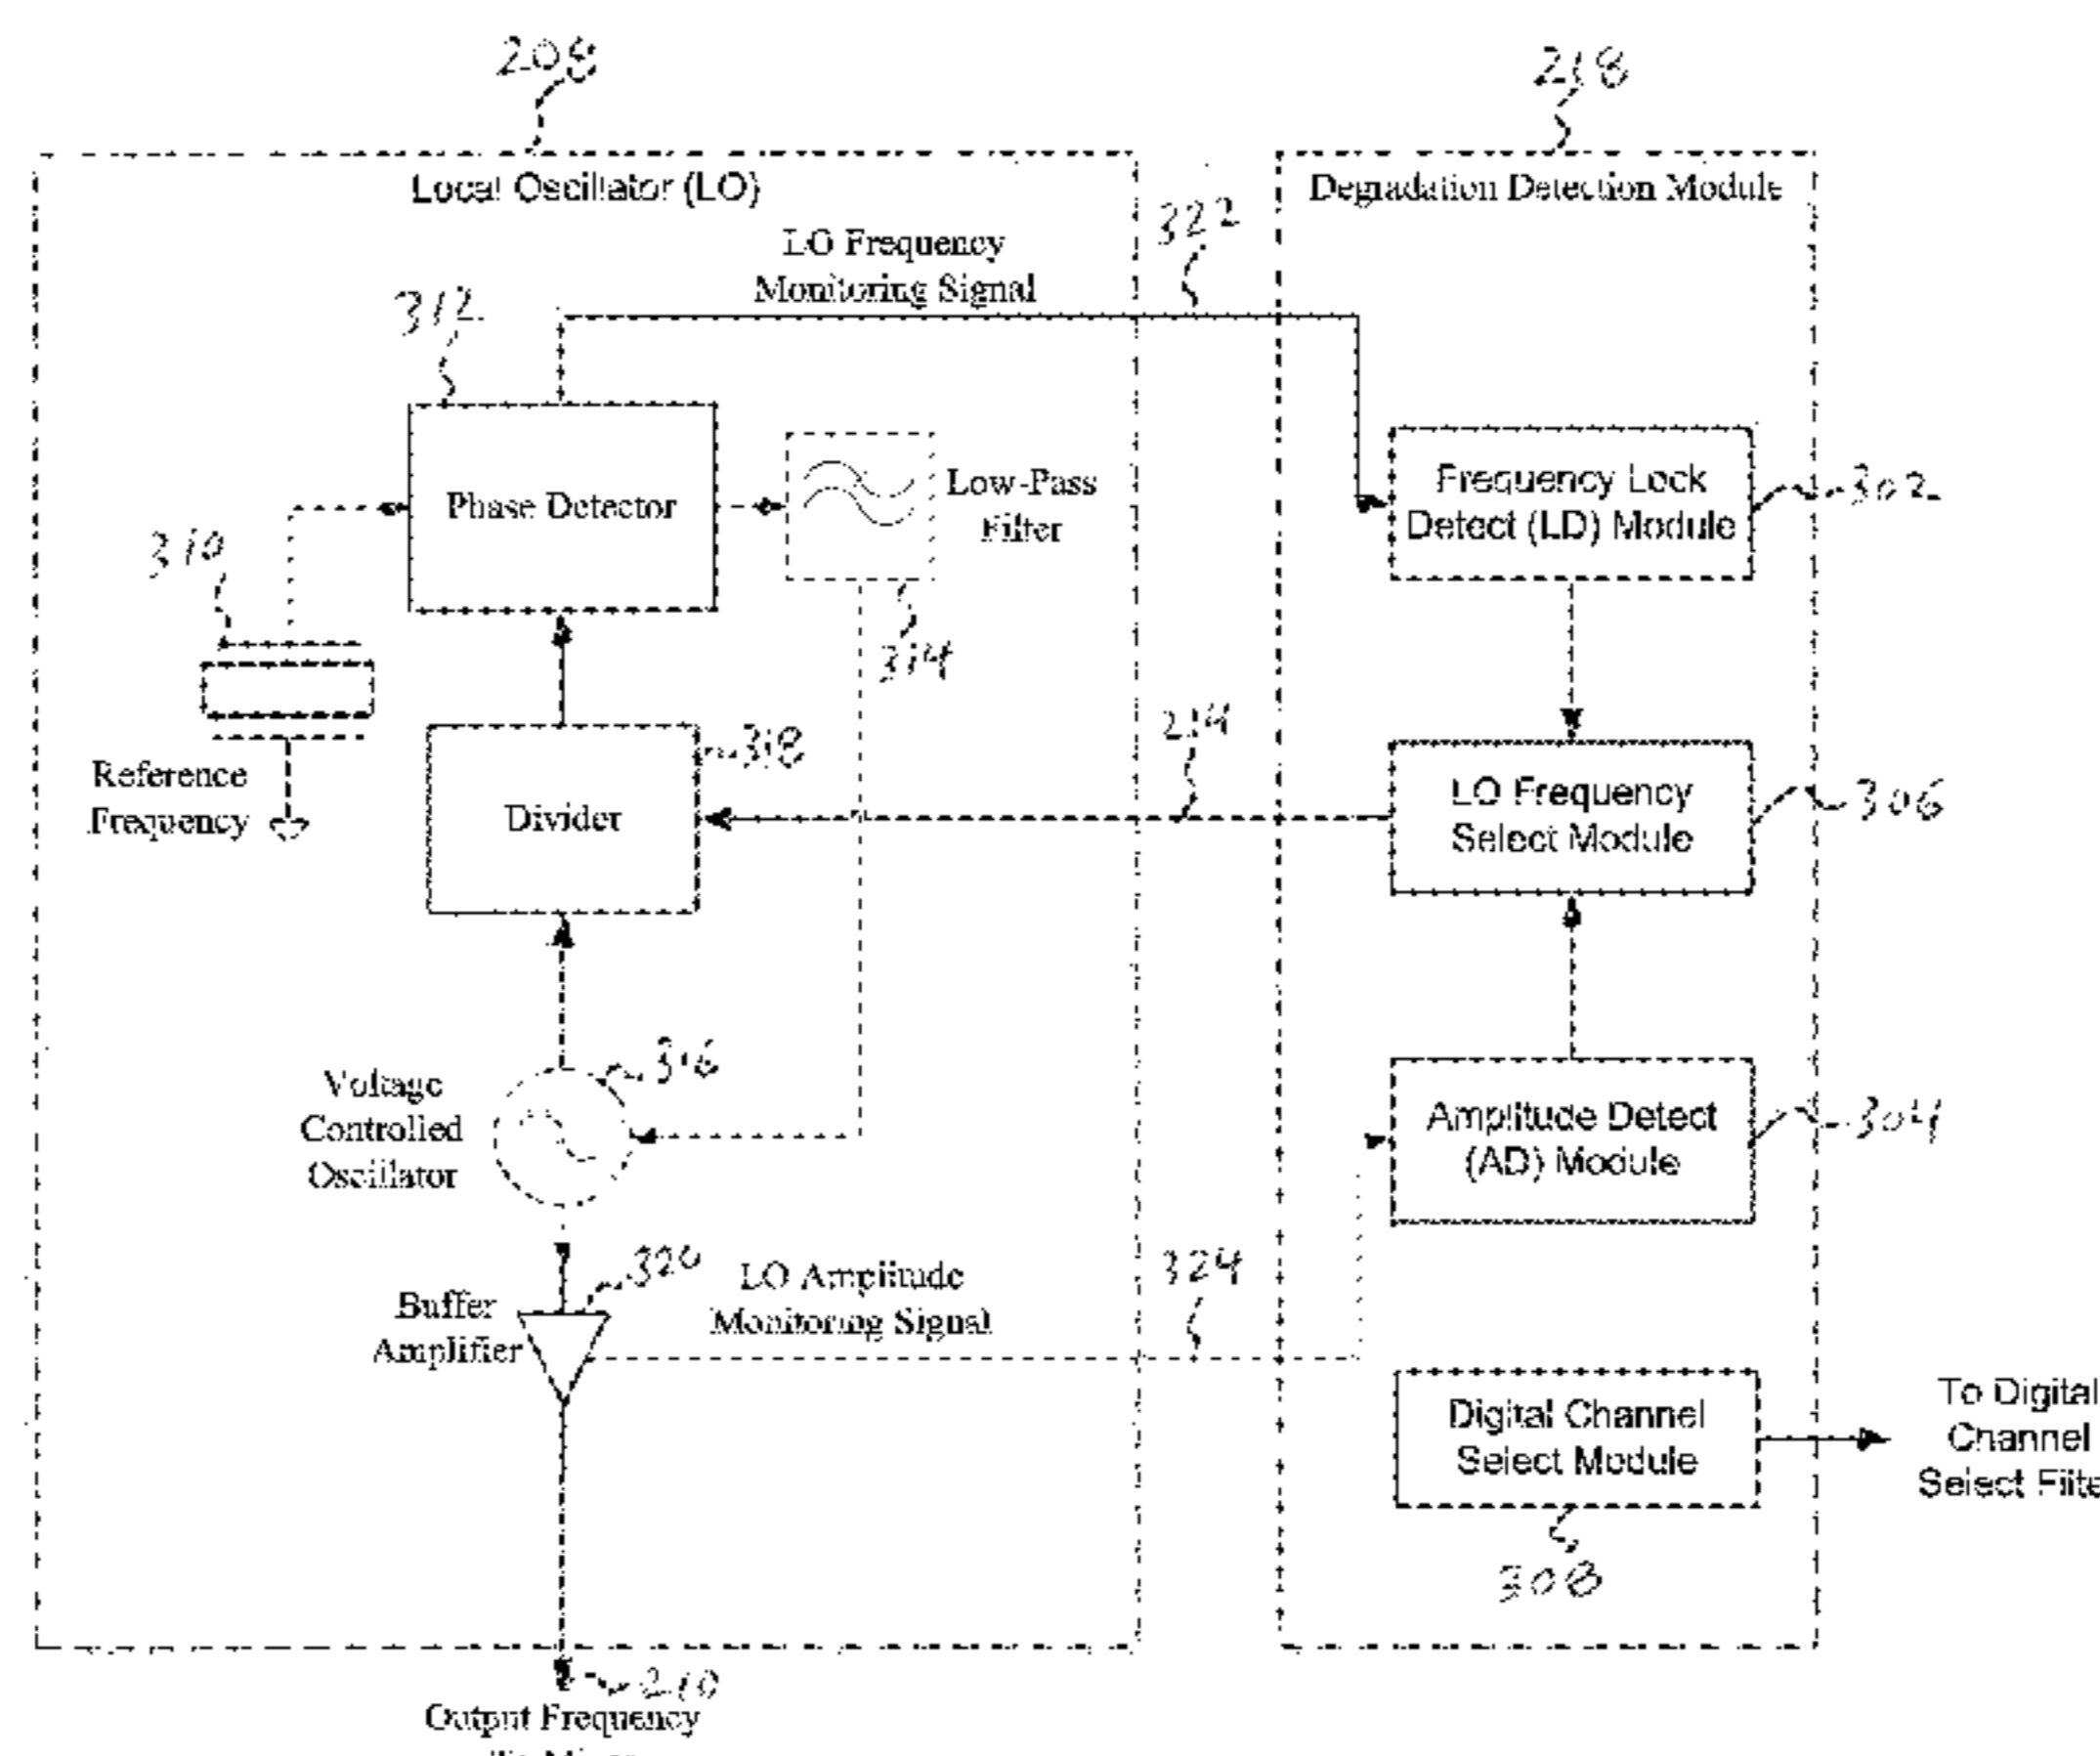 208
218
Local Oscillator (LO)
Degradation Detection Module
LO Frequency
Monitoring Signal
322
312
Phase Detector
Low-Pass
Filter
Frequency Lock
Detect (LD) Module
302
310
314
Reference
Frequency
318
Divider
214
LO Frequency
Select Module
306
316
Voltage
Controlled
Oscillator
Amplitude Detect
(AD) Module
304
320
Buffer
Amplifier
LO Amplitude
Monitoring Signal
324
Digital Channel
Select Module
To Digital
Channel
Select Filte
308
210
Output Frequency